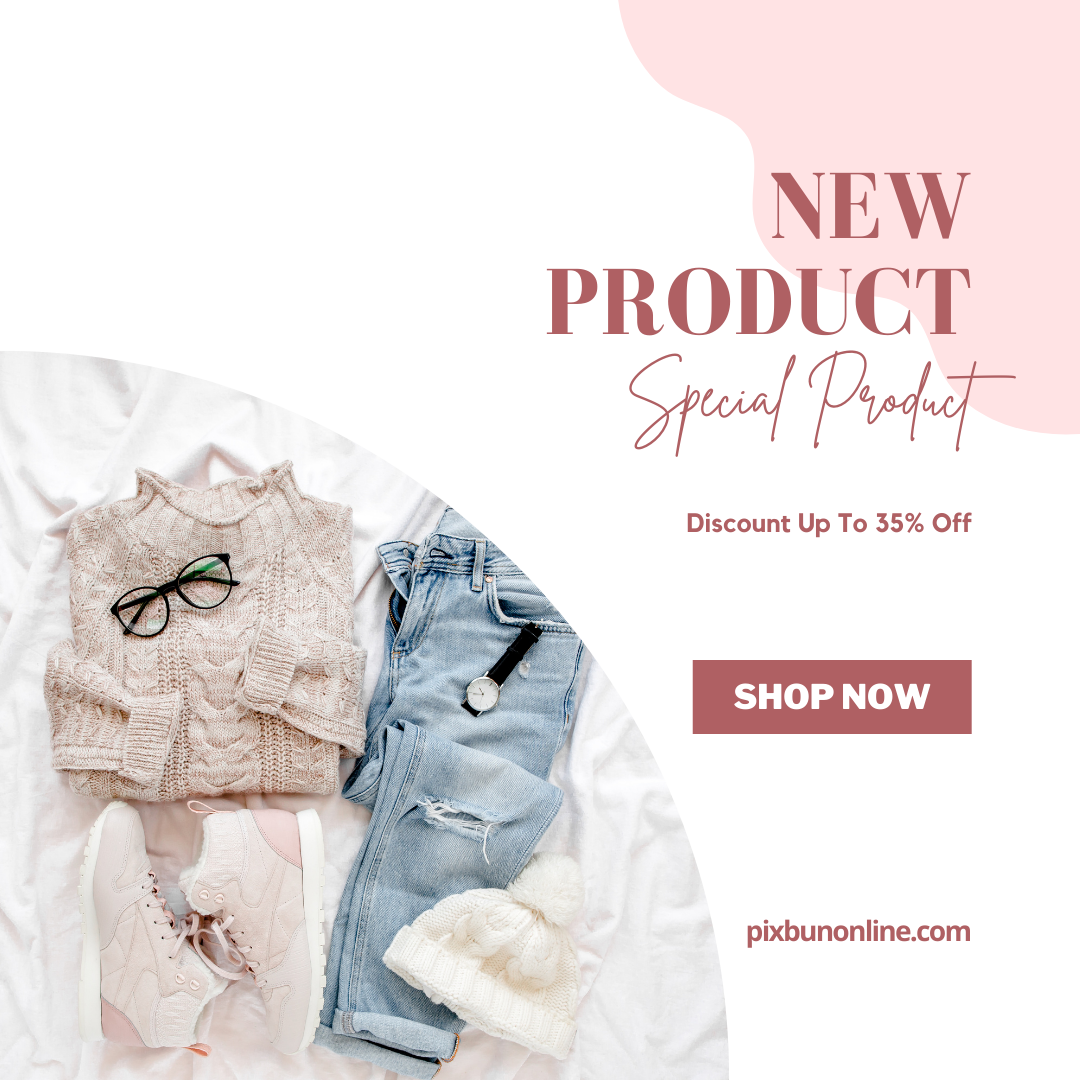 NEW
PRODUCT
Special Product
Discount Up To 35% Off
SHOP NOW
pixbunonline.com